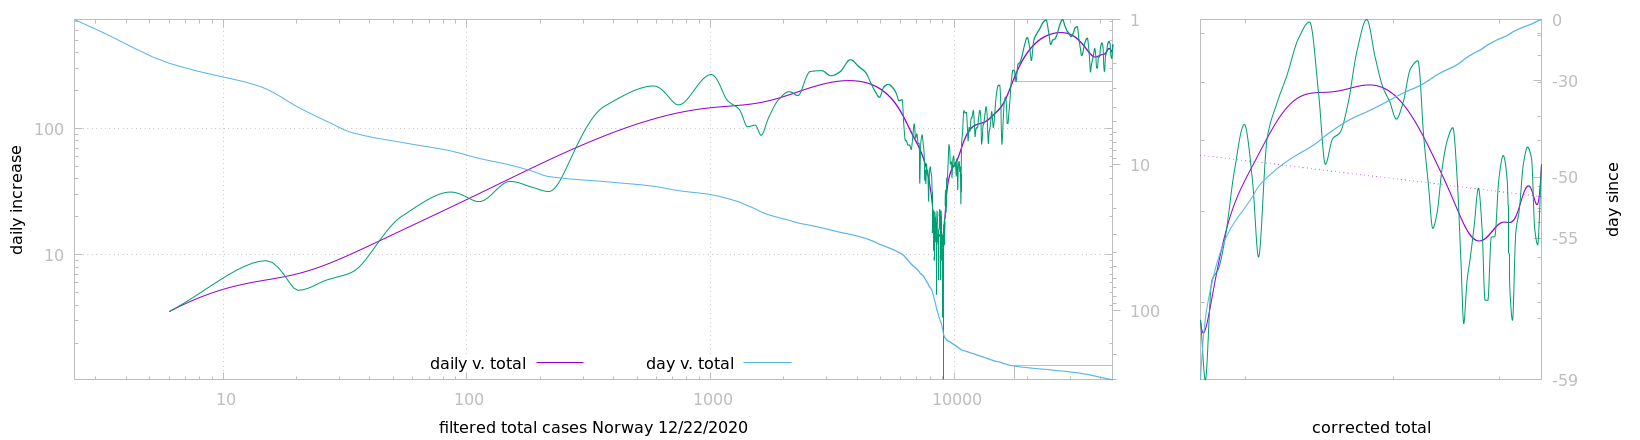 daily increase
100
10
daily v. total
day v. total
10
100
1000
10000
filtered total cases Norway 12/22/2020
1
10
100
0
-30
-50
-55
-59
day since
corrected total